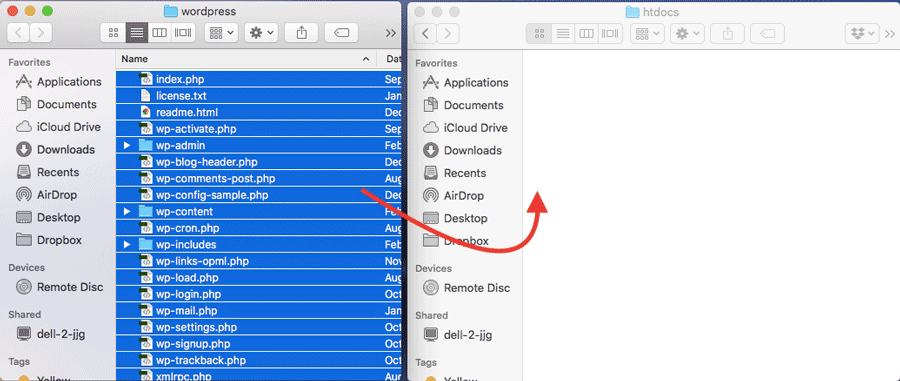 wordpress
Favorites
Applications
Documents
iCloud Drive
Downloads
Recents
AirDrop
Desktop
Dropbox
Devices
Remote Disc
Shared
dell-2-jjg
Tags
Yellow
Name Dat
index.php Sep
license.txt Jan
readme.html Dec
wp-activate.php Sep
wp-admin Feb
wp-blog-header.php Dec
wp-comments-post.php Aug
wp-config-sample.php Dec
wp-content Feb
wp-cron.php Aug
wp-includes Feb
wp-links-opml.php Nov
wp-load.php Aug
wp-login.php Oct
wp-mail.php Jan
wp-settings.php Oct
wp-signup.php Oct
wp-trackback.php Oct
xmlrpc.php Aug
htdocs
Favorites
Applications
Documents
iCloud Drive
Downloads
Recents
AirDrop
Desktop
Dropbox
Devices
Remote Disc
Shared
dell-2-jjg
Tags
Yellow